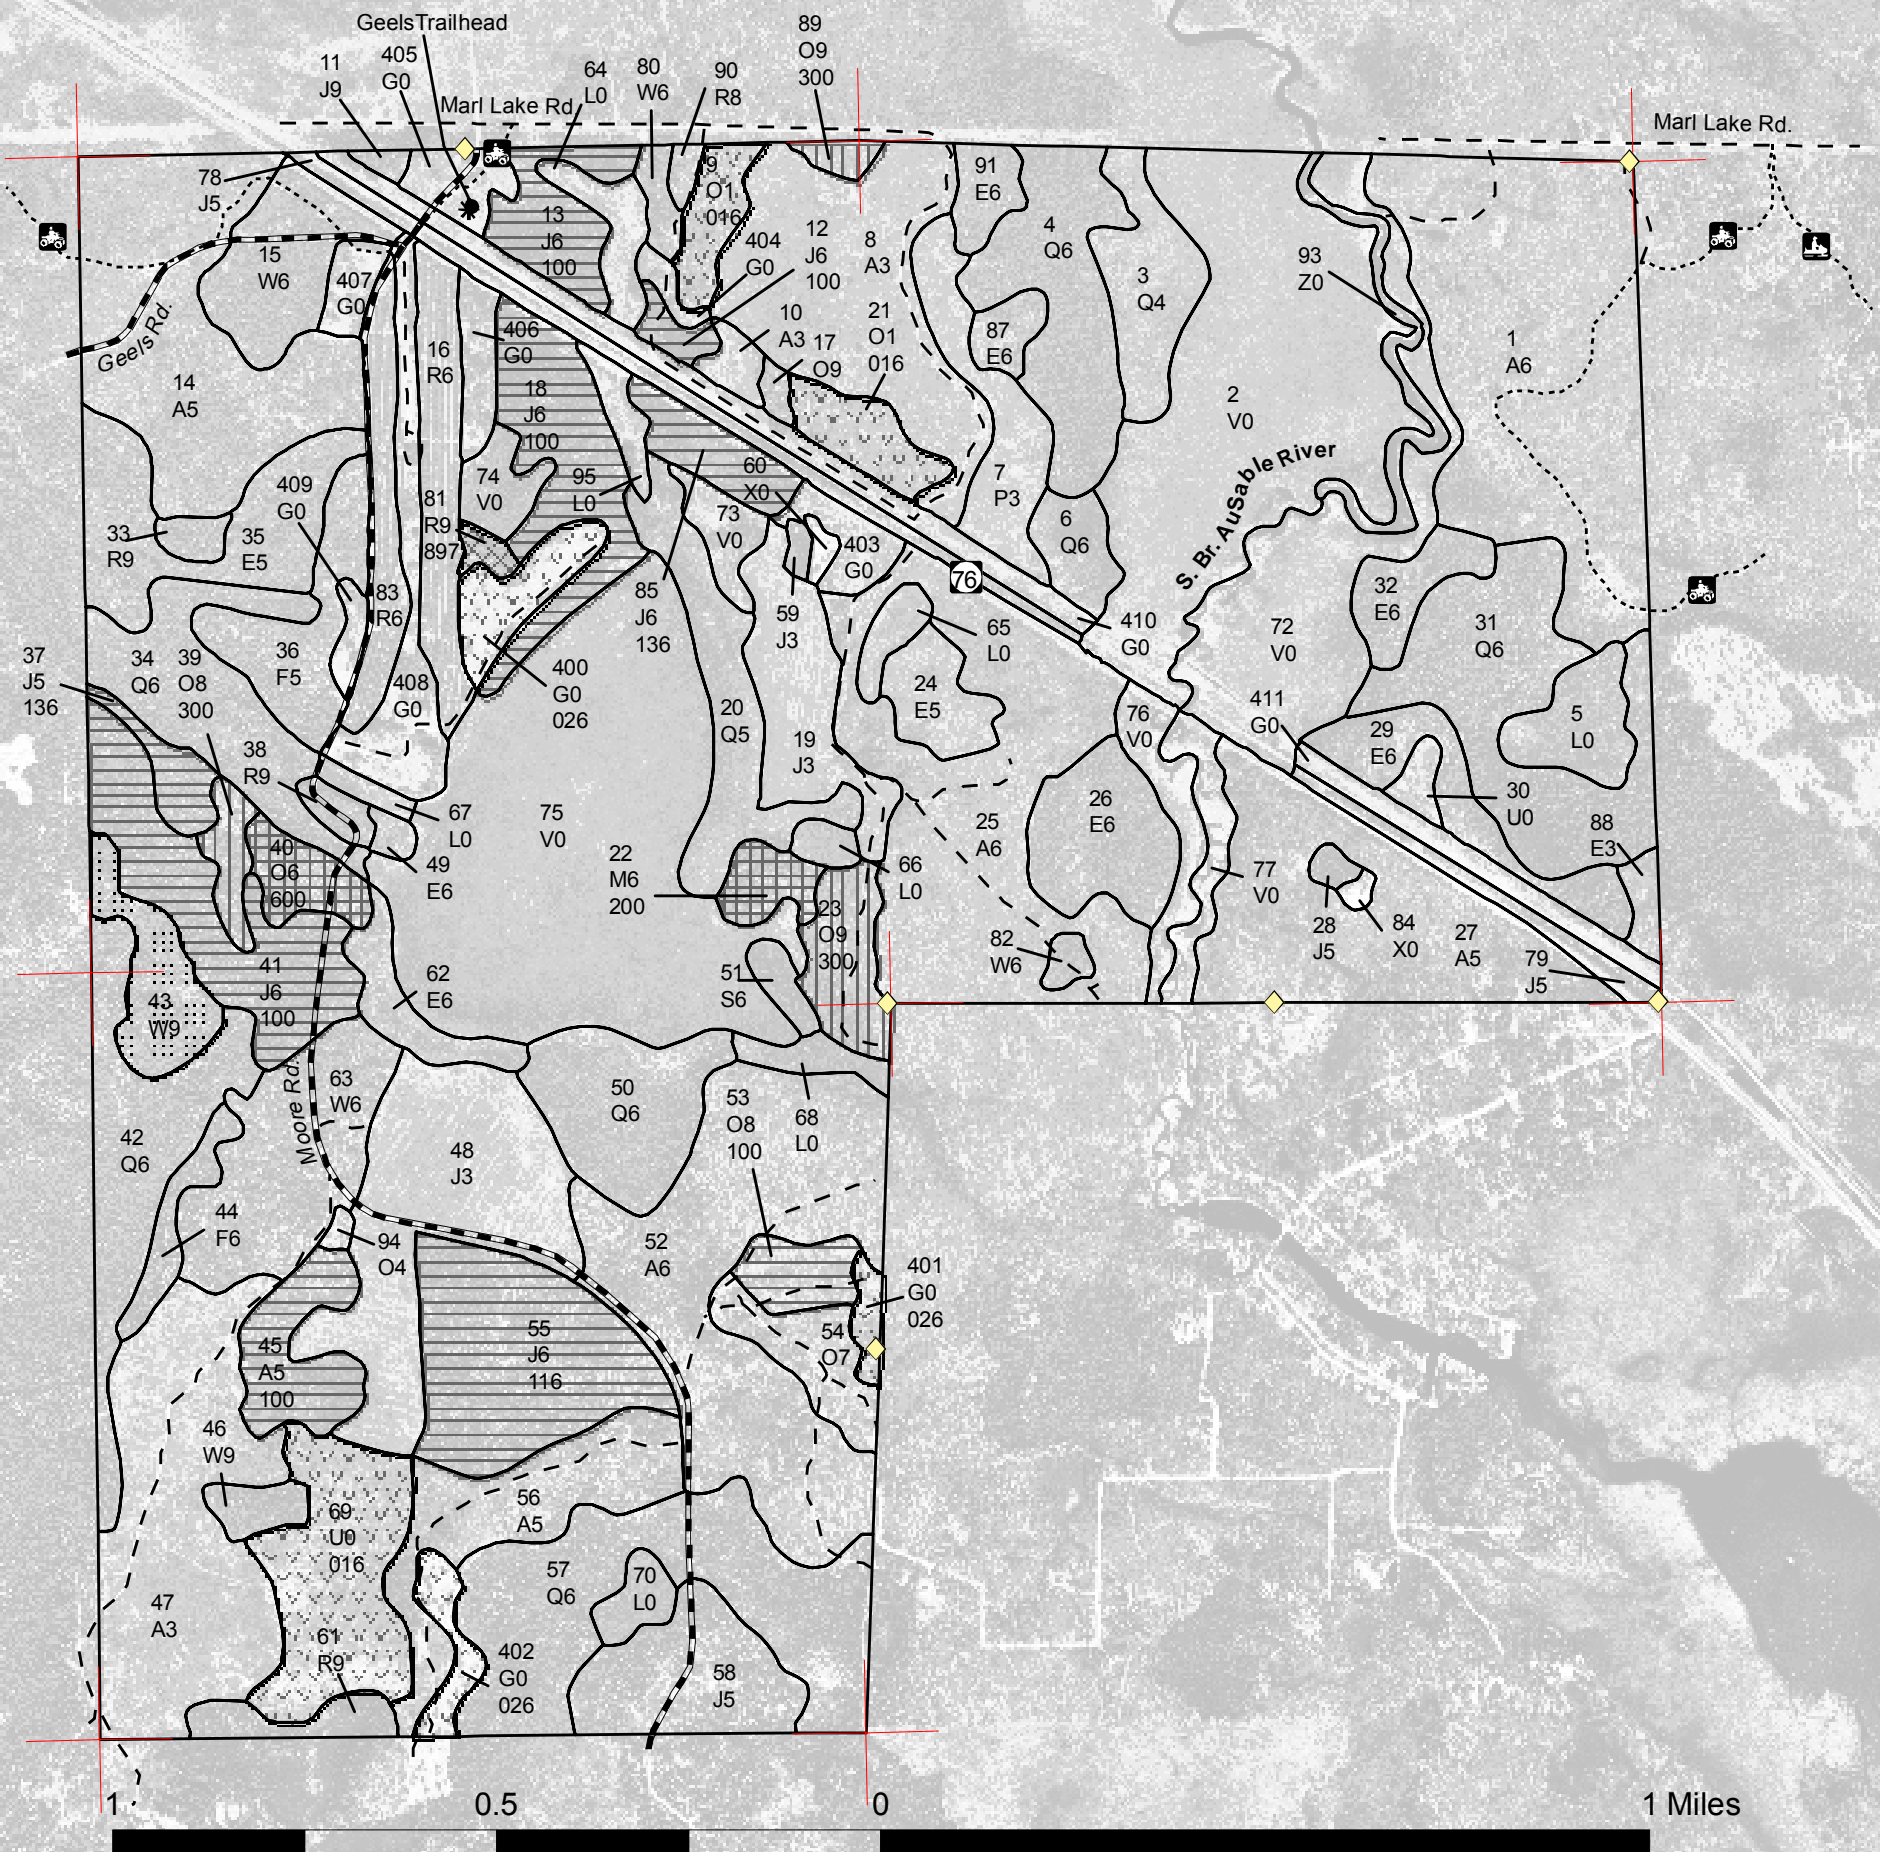 GeelsTrailhead
11
J9
405
G0
64
L0
80
W6
90
R8
89
O9
300
Marl Lake Rd.
Marl Lake Rd.
78
J5
9
O1
016
91
E6
13
J6
100
404
G0
12
J6
100
8
A3
4
Q6
3
Q4
93
Z0
15
W6
407
G0
Geels Rd.
16
R6
406
G0
10
A3
17
O9
21
O1
016
87
E6
1
A6
14
A5
18
J6
100
2
V0
S. Br. AuSable River
409
G0
74
V0
95
L0
60
X0
7
P3
33
R9
35
E5
81
R9
897
73
V0
403
G0
6
Q6
76
83
R6
85
J6
136
59
J3
65
L0
410
G0
32
E6
72
V0
31
Q6
37
J5
136
34
Q6
39
O8
300
36
F5
408
G0
400
G0
026
20
Q5
24
E5
76
V0
411
G0
29
E6
5
L0
38
R9
19
J3
67
L0
75
V0
26
E6
25
A6
30
U0
88
E3
40
O6
600
49
E6
22
M6
200
66
L0
77
V0
23
O9
300
28
J5
84
X0
27
A5
79
J5
82
W6
41
J6
100
43
W9
62
E6
51
S6
Moore Rd.
63
W6
50
Q6
53
O8
100
68
L0
42
Q6
48
J3
44
F6
94
O4
52
A6
401
G0
026
45
A5
100
55
J6
116
54
O7
46
W9
69
U0
016
56
A5
57
Q6
70
L0
47
A3
61
R9
402
G0
026
58
J5
1 0.5 0 1 Miles